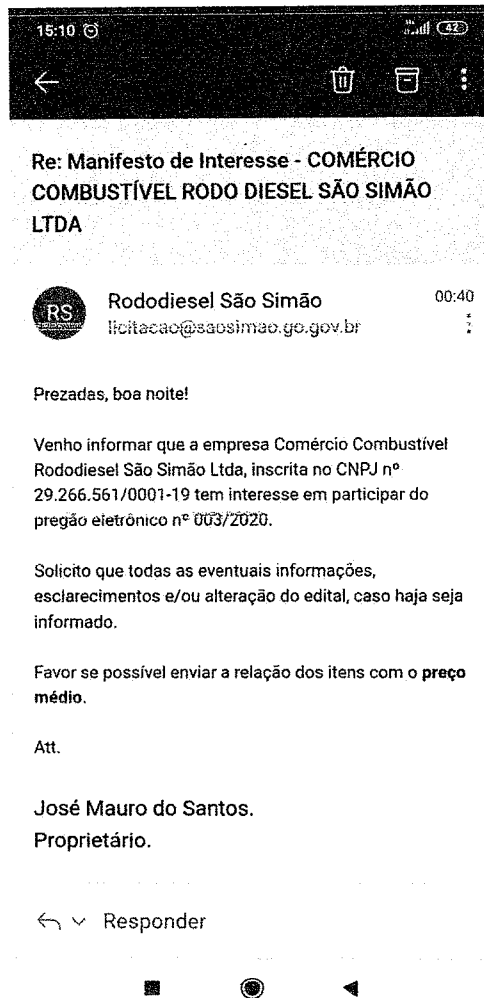 15:10
42
Re: Manifesto de Interesse - COMÉRCIO
COMBUSTÍVEL RODO DIESEL SÃO SIMÃO
LTDA
RS
Rododiesel São Simão
00:40
licitacao@saosimao.go.gov.br
Prezadas, boa noite!
Venho informar que a empresa Comércio Combustível
Rododiesel São Simão Ltda, inscrita no CNPJ nº
29.266.561/0001-19 tem interesse em participar do
pregão eletrônico nº 003/2020.
Solicito que todas as eventuais informações,
esclarecimentos e/ou alteração do edital, caso haja seja
informado.
Favor se possível enviar a relação dos itens com o preço
médio.
Att.
José Mauro do Santos.
Proprietário.
Responder